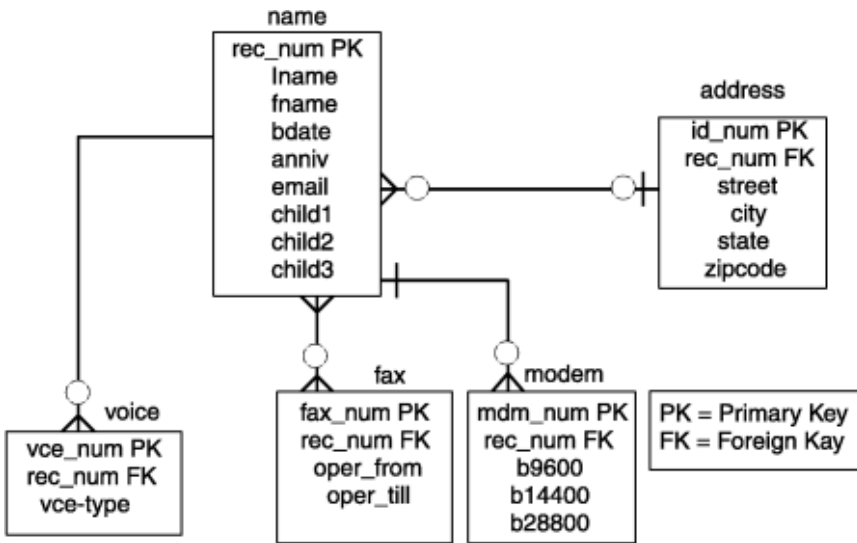 name
rec_num PK
lname
fname
bdate
anniv
email
child1
child2
child3
address
id_num PK
rec_num FK
street
city
state
zipcode
voice
vce_num PK
rec_num FK
vce-type
fax
fax_num PK
rec_num FK
oper_from
oper_till
modem
mdm_num PK
rec_num FK
b9600
b14400
b28800
PK = Primary Key
FK = Foreign Kay